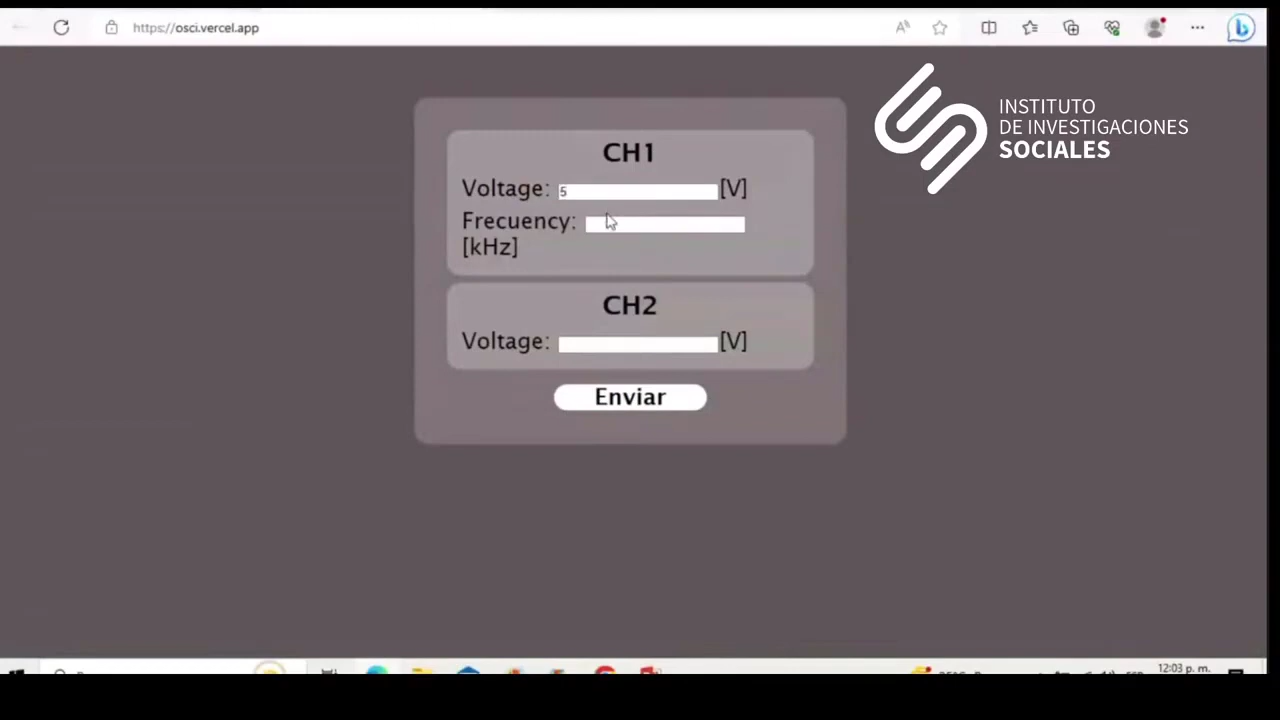 https://osci.vercel.app
INSTITUTO
DE INVESTIGACIONES
SOCIALES
CH1
Voltage: 5 [V]
Frecuency:
[kHz]
CH2
Voltage: [V]
Enviar
12:03 p. m.